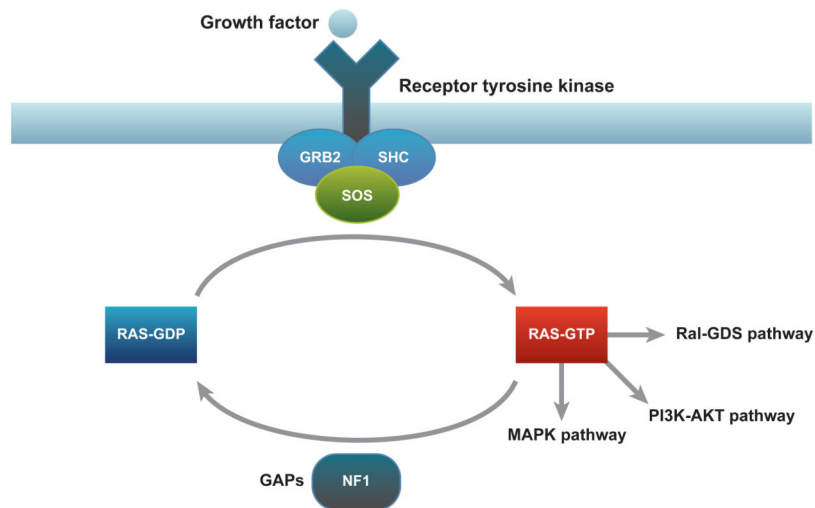 Growth factor
Receptor tyrosine kinase
GRB2
SHC
SOS
RAS-GDP
RAS-GTP
Ral-GDS pathway
PI3K-AKT pathway
MAPK pathway
GAPs
NF1